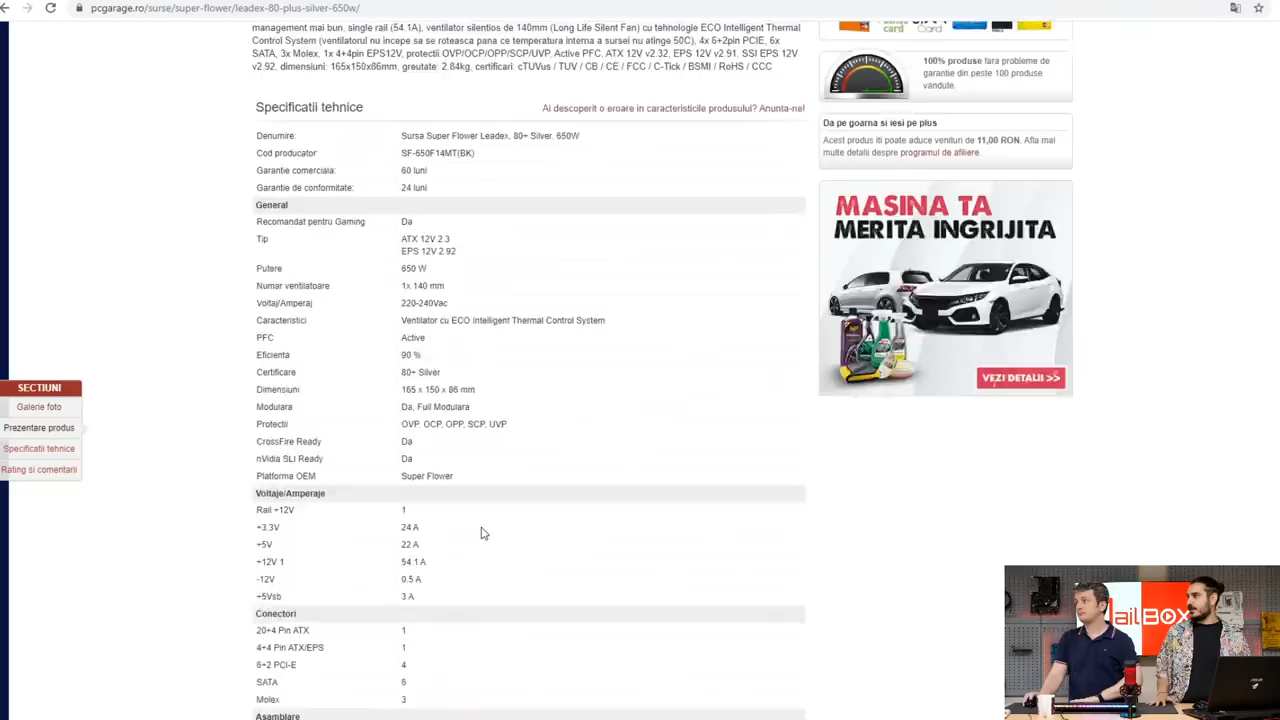 pcgarage.ro/surse/super-flower/leadex-80-plus-silver-650w/
management mai bun, single rail (54.1A), ventilator silentios de 140mm (Long Life Silent Fan) cu tehnologie ECO Intelligent Thermal
Control System (ventilatorul nu incepe sa se roteasca pana ce temperatura interna a sursei nu atinge 50C), 4x 6+2pin PCIE, 6x
SATA, 3x Molex, 1x 4+4pin EPS12V, protectii OVP/OCP/OPP/SCP/UVP, Active PFC, ATX 12V v2.32, EPS 12V v2.91, SSI EPS 12V
v2.92, dimensiuni: 165x150x86mm, greutate: 2.84kg, certificari: cTUVus / TUV / CB / CE / FCC / C-Tick / BSMI / RoHS / CCC
Specificatii tehnice
Ai descoperit o eroare in caracteristicile produsului? Anunta-ne!
Denumire: Sursa Super Flower Leadex, 80+ Silver, 650W
Cod producator SF-650F14MT(BK)
Garantie comerciala: 60 luni
Garantie de conformitate: 24 luni
General
Recomandat pentru Gaming Da
Tip ATX 12V 2.3
EPS 12V 2.92
Putere 650 W
Numar ventilatoare 1x 140 mm
Voltaj/Amperaj 220-240Vac
Caracteristici Ventilator cu ECO Intelligent Thermal Control System
PFC Active
Eficienta 90 %
Certificare 80+ Silver
Dimensiuni 165 x 150 x 86 mm
Modulara Da, Full Modulara
Protectii OVP, OCP, OPP, SCP, UVP
CrossFire Ready Da
nVidia SLI Ready Da
Platforma OEM Super Flower
Voltaje/Amperaje
Rail +12V 1
+3.3V 24 A
+5V 22 A
+12V 1 54.1 A
-12V 0.5 A
+5Vsb 3 A
Conectori
20+4 Pin ATX 1
4+4 Pin ATX/EPS 1
6+2 PCI-E 4
SATA 6
Molex 3
Asamblare
SECTIUNI
Galerie foto
Prezentare produs
Specificatii tehnice
Rating si comentarii
card
Card
100% produse fara probleme de
garantie din peste 100 produse
vandute.
Da pe goarna si iesi pe plus
Acest produs iti poate aduce venituri de 11,00 RON. Afla mai
multe detalii despre programul de afiliere.
MASINA TA
MERITA INGRIJITA
VEZI DETALII >>
ailBox